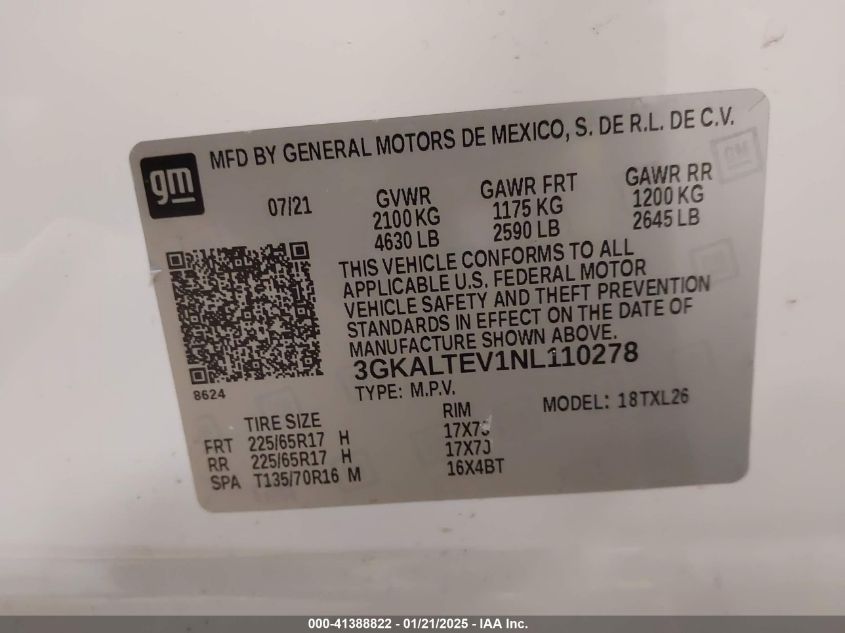 gm
MFD BY GENERAL MOTORS DE MEXICO, S. DE R.L. DE C.V.
07/21
GVWR
2100 KG
4630 LB
GAWR FRT
1175 KG
2590 LB
GAWR RR
1200 KG
2645 LB
THIS VEHICLE CONFORMS TO ALL
APPLICABLE U.S. FEDERAL MOTOR
VEHICLE SAFETY AND THEFT PREVENTION
STANDARDS IN EFFECT ON THE DATE OF
MANUFACTURE SHOWN ABOVE.
3GKALTEV1NL110278
8624
TYPE: M.P.V.
MODEL: 18TXL26
TIRE SIZE RIM
FRT 225/65R17 H 17X7J
RR 225/65R17 H 17X7J
SPA T135/70R16 M 16X4BT
000-41388822 - 01/21/2025 - IAA Inc.